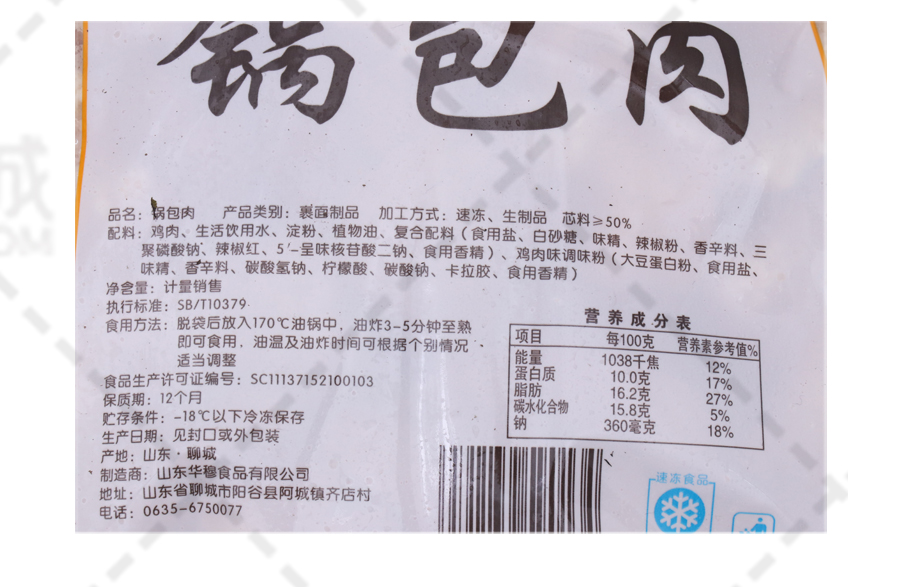 锅包肉
品名：锅包肉 产品类别：裹面制品 加工方式：速冻、生制品 芯料≥50%
配料：鸡肉、生活饮用水、淀粉、植物油、复合配料（食用盐、白砂糖、味精、辣椒粉、香辛料、三
聚磷酸钠、辣椒红、5′-呈味核苷酸二钠、食用香精）、鸡肉味调味粉（大豆蛋白粉、食用盐、
味精、香辛料、碳酸氢钠、柠檬酸、碳酸钠、卡拉胶、食用香精）
净含量：计量销售
执行标准：SB/T10379
食用方法：脱袋后放入170℃油锅中，油炸3-5分钟至熟
即可食用，油温及油炸时间可根据个别情况
适当调整
食品生产许可证编号：SC11137152100103
保质期：12个月
贮存条件：-18℃以下冷冻保存
生产日期：见封口或外包装
产地：山东·聊城
制造商：山东华穆食品有限公司
地址：山东省聊城市阳谷县阿城镇齐店村
电话：0635-6750077
营养成分表
项目 每100克 营养素参考值%
能量 1038千焦 12%
蛋白质 10.0克 17%
脂肪 16.2克 27%
碳水化合物 15.8克 5%
钠 360毫克 18%
速冻食品